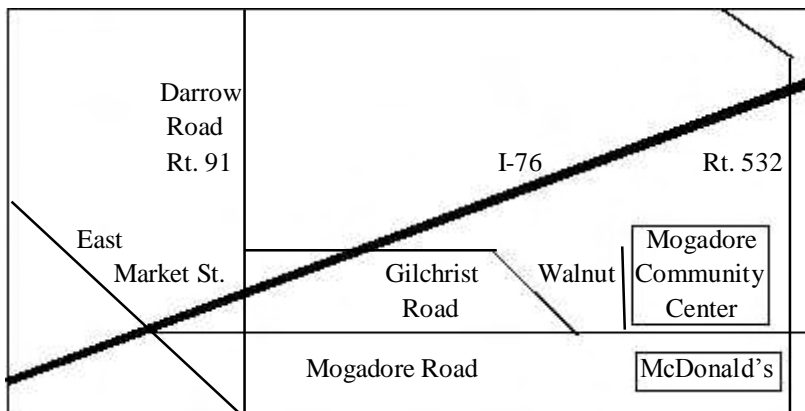 Darrow
Road
Rt. 91
I-76
Rt. 532
East
Market St.
Gilchrist
Road
Walnut
Mogadore
Community
Center
Mogadore Road
McDonald's